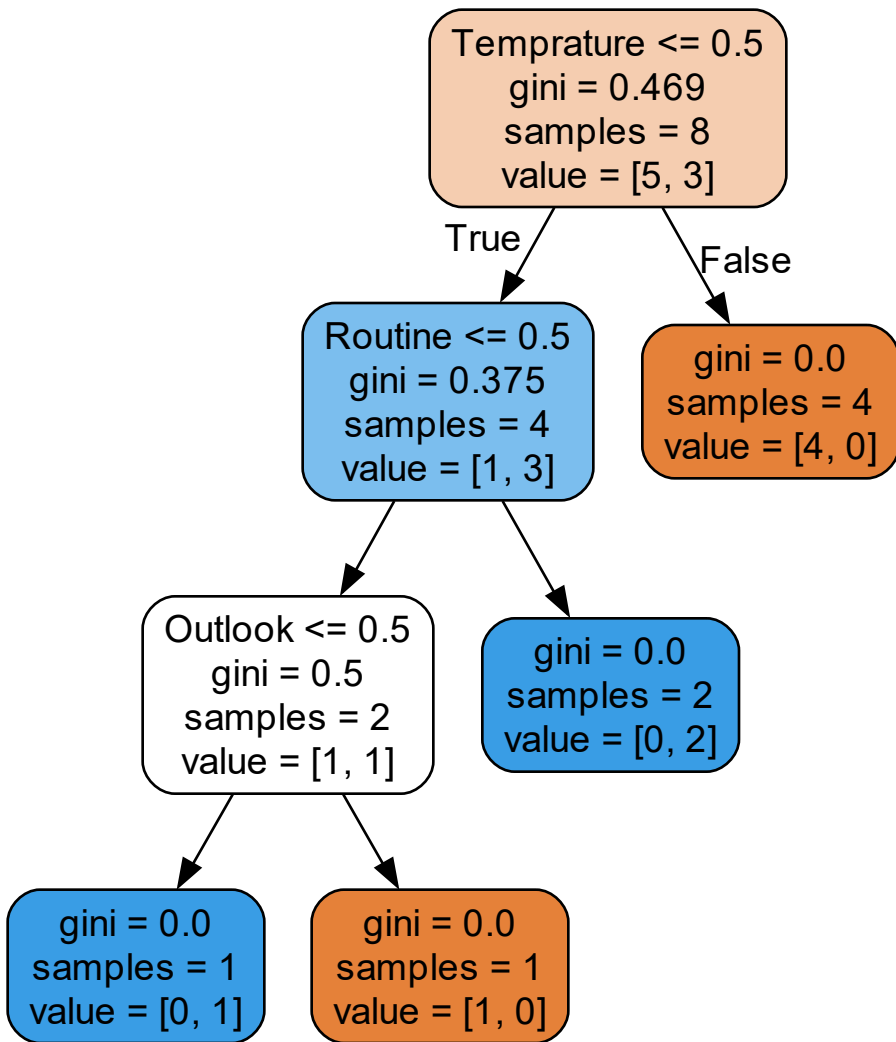 Temprature <= 0.5
gini = 0.469
samples = 8
value = [5, 3]
True
False
Routine <= 0.5
gini = 0.375
samples = 4
value = [1, 3]
gini = 0.0
samples = 4
value = [4, 0]
Outlook <= 0.5
gini = 0.5
samples = 2
value = [1, 1]
gini = 0.0
samples = 2
value = [0, 2]
gini = 0.0
samples = 1
value = [0, 1]
gini = 0.0
samples = 1
value = [1, 0]